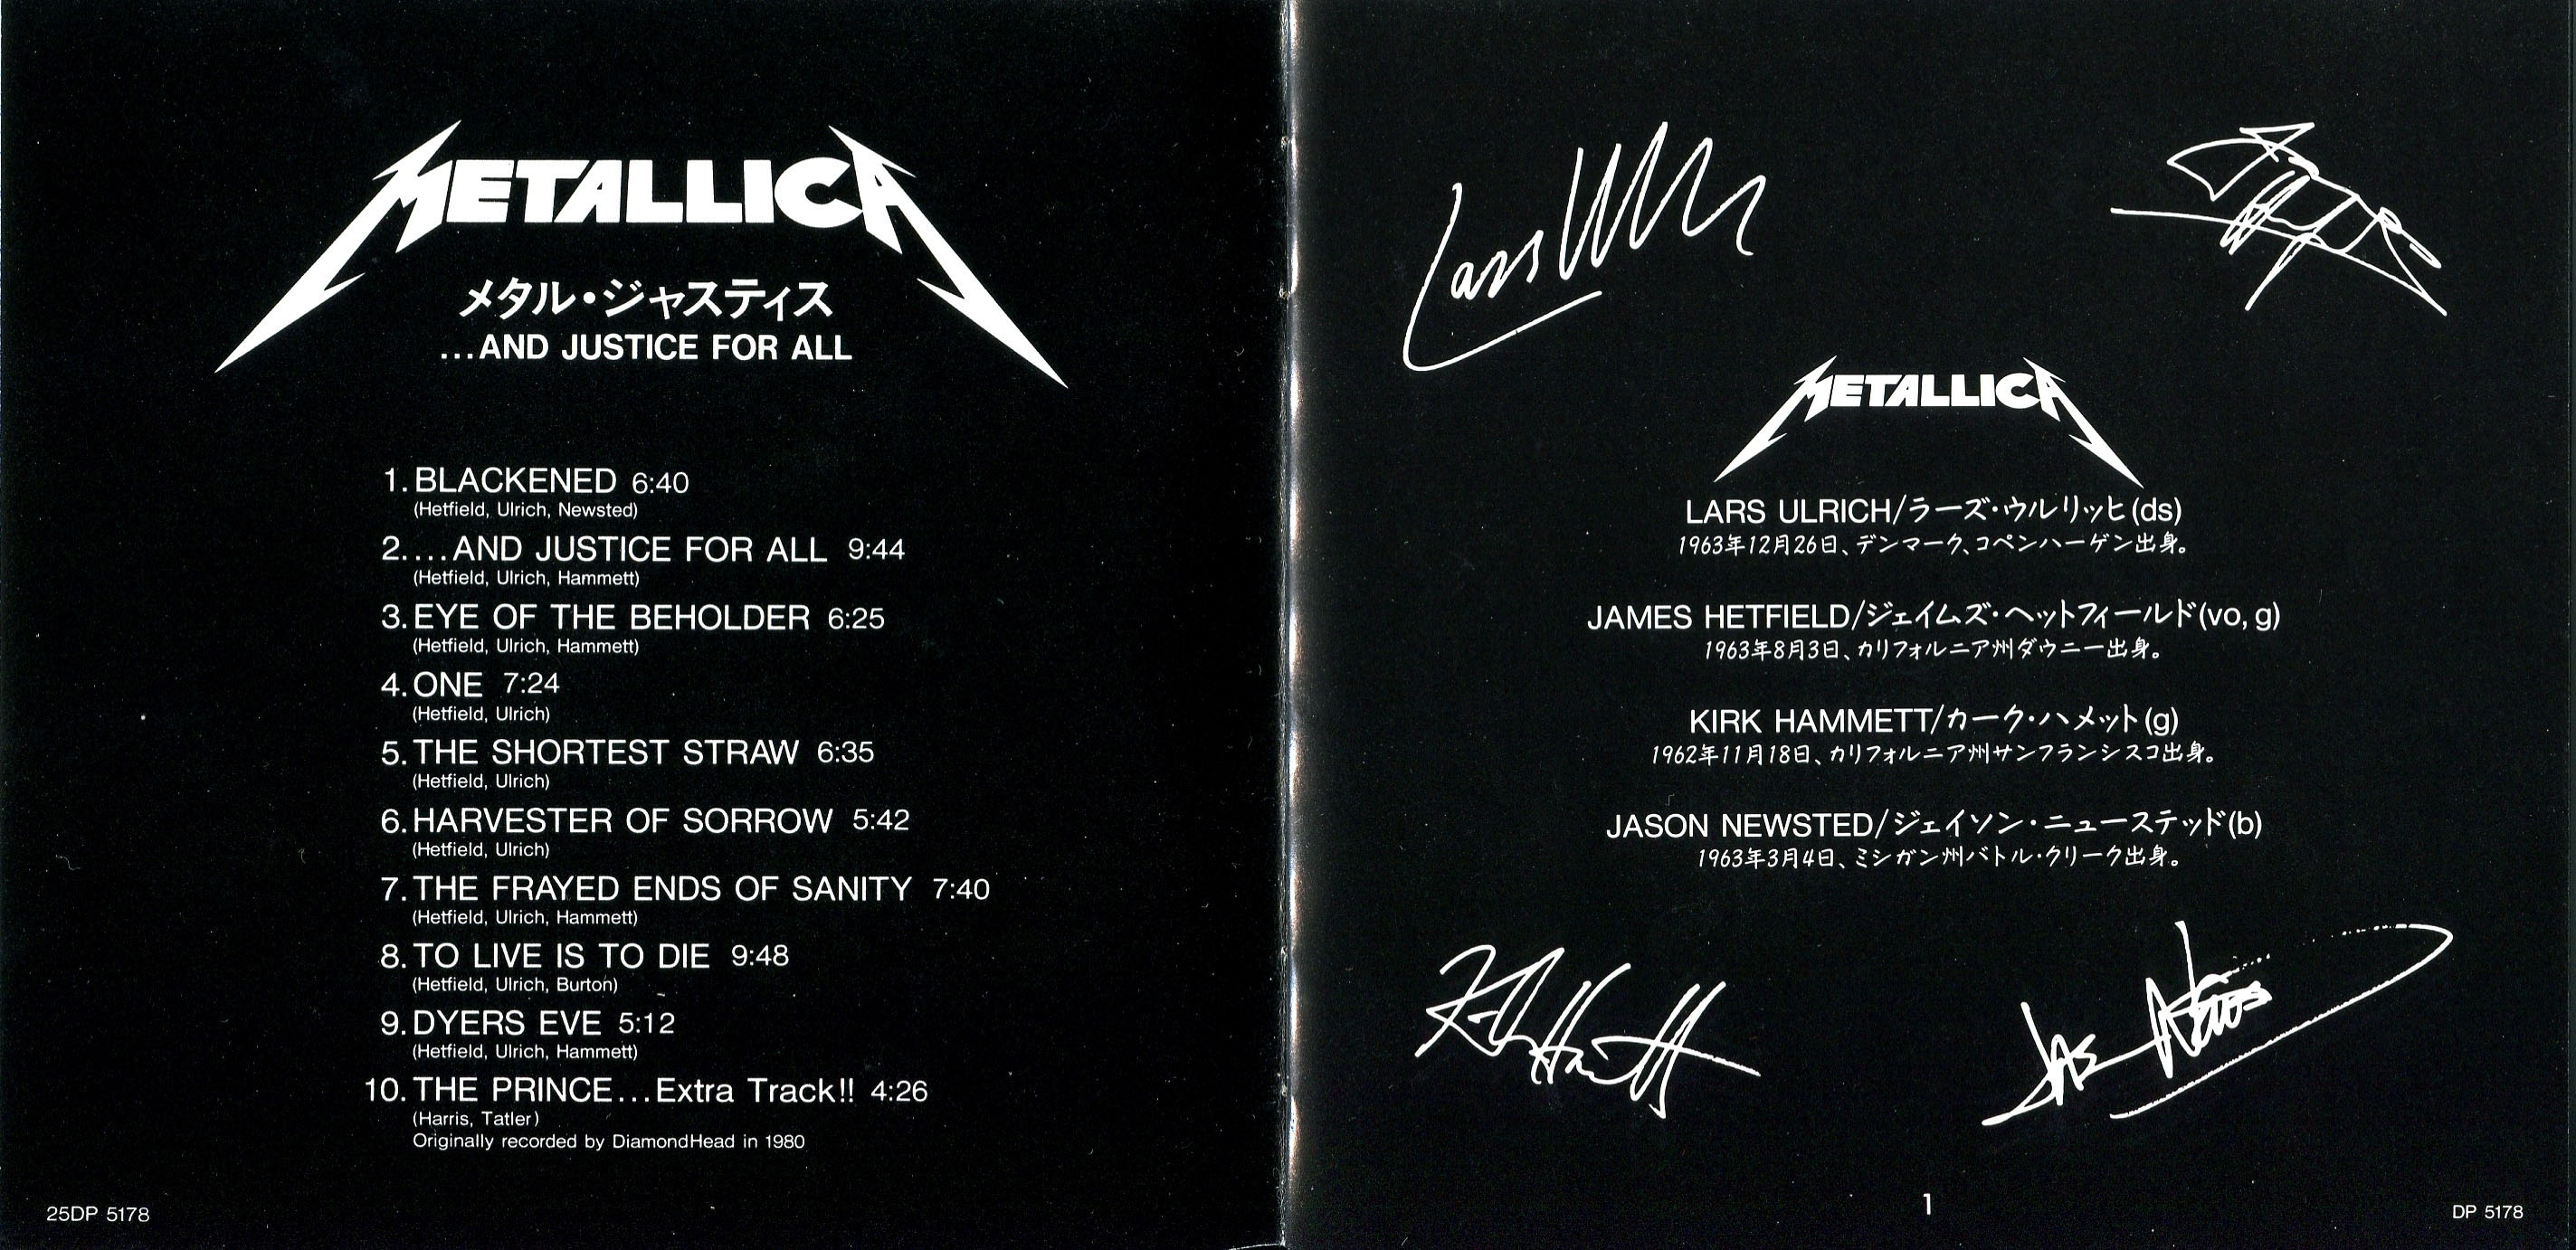 METALLICA
メタル・ジャスティス
...AND JUSTICE FOR ALL
1. BLACKENED 6:40
(Hetfield, Ulrich, Newsted)
2. ...AND JUSTICE FOR ALL 9:44
(Hetfield, Ulrich, Hammett)
3. EYE OF THE BEHOLDER 6:25
(Hetfield, Ulrich, Hammett)
4. ONE 7:24
(Hetfield, Ulrich)
5. THE SHORTEST STRAW 6:35
(Hetfield, Ulrich)
6. HARVESTER OF SORROW 5:42
(Hetfield, Ulrich)
7. THE FRAYED ENDS OF SANITY 7:40
(Hetfield, Ulrich, Hammett)
8. TO LIVE IS TO DIE 9:48
(Hetfield, Ulrich, Burton)
9. DYERS EVE 5:12
(Hetfield, Ulrich, Hammett)
10. THE PRINCE...Extra Track!! 4:26
(Harris, Tatler)
Originally recorded by DiamondHead in 1980
25DP 5178
Lars
METALLICA
LARS ULRICH/ラーズ・ウルリッヒ(ds)
1963年12月26日、デンマーク、コペンハーゲン出身。
JAMES HETFIELD/ジェイムズ・ヘットフィールド(vo, g)
1963年8月3日、カリフォルニア州ダウニー出身。
KIRK HAMMETT/カーク・ハメット(g)
1962年11月18日、カリフォルニア州サンフランシスコ出身。
JASON NEWSTED/ジェイソン・ニューステッド(b)
1963年3月4日、ミシガン州バトル・クリーク出身。
1
DP 5178